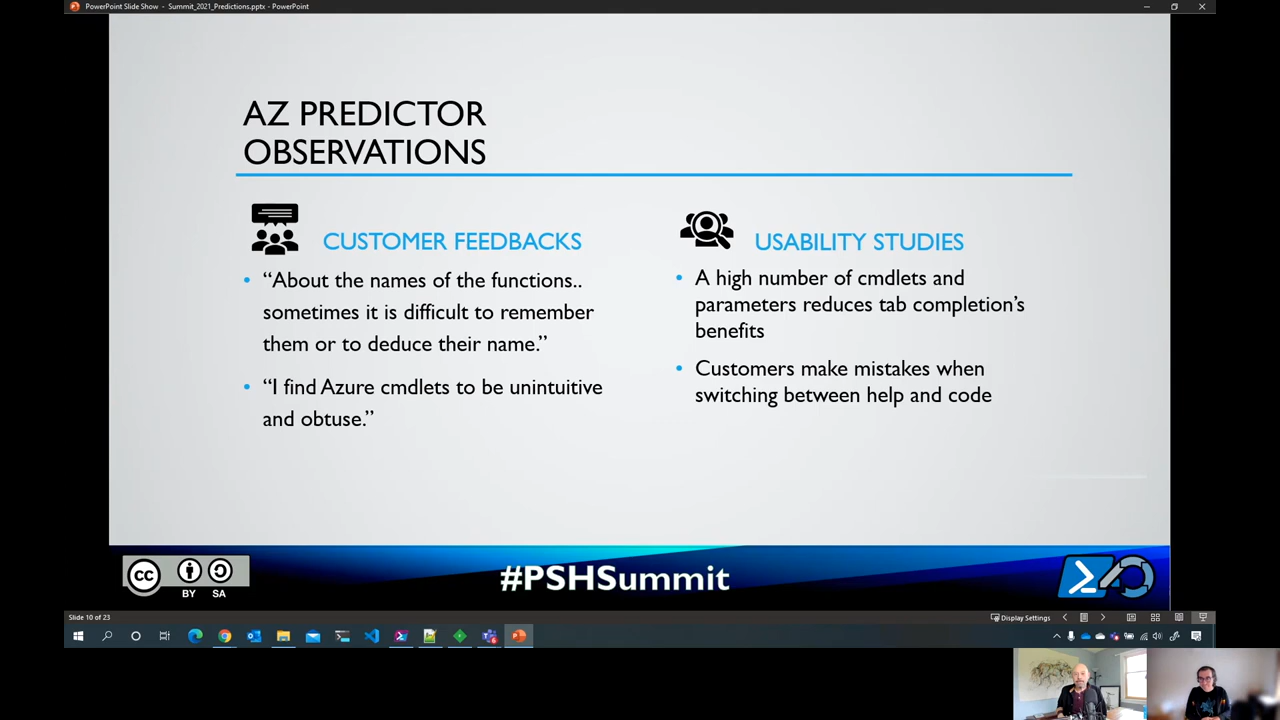 PowerPoint Slide Show - Summit_2021_Predictions.pptx - PowerPoint
AZ PREDICTOR
OBSERVATIONS
CUSTOMER FEEDBACKS
“About the names of the functions..
sometimes it is difficult to remember
them or to deduce their name.”
“I find Azure cmdlets to be unintuitive
and obtuse.”
USABILITY STUDIES
A high number of cmdlets and
parameters reduces tab completion’s
benefits
Customers make mistakes when
switching between help and code
cc
BY SA
#PSHSummit
Slide 10 of 23
Display Settings